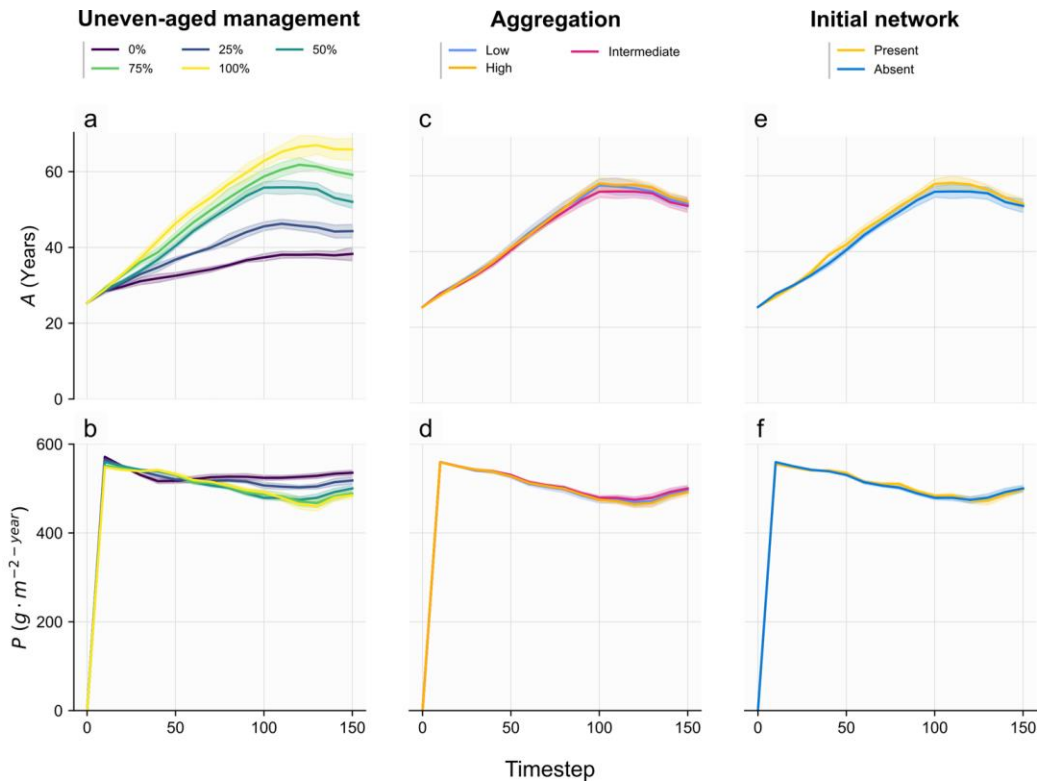 Uneven-aged management
0% 25% 50%
75% 100%
Aggregation
Low Intermediate
High
Initial network
Present
Absent
a
c
e
60
40
20
0
A (Years)
b
d
f
600
400
200
0
P (g · m⁻²⁻ʸᵉᵃʳ)
0 50 100 150
0 50 100 150
0 50 100 150
Timestep